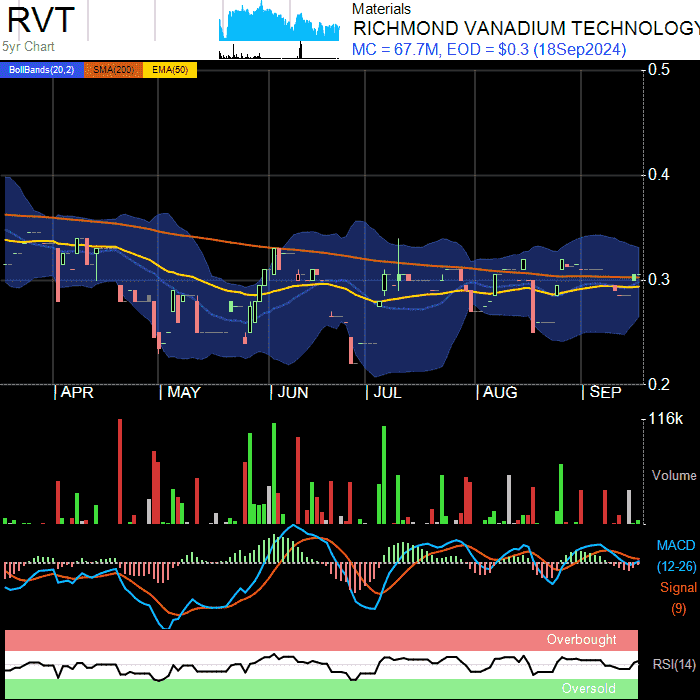 RVT
5yr Chart
Materials
RICHMOND VANADIUM TECHNOLOGY
MC = 67.7M, EOD = $0.3 (18Sep2024)
BollBands(20,2) SMA(200) EMA(50)
0.5
0.4
0.3
0.2
APR MAY JUN JUL AUG SEP
116k
Volume
MACD
(12-26)
Signal
(9)
Overbought
RSI(14)
Oversold